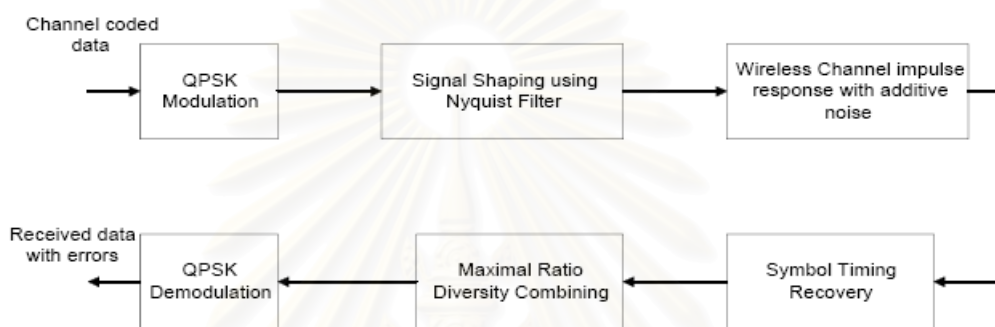 Channel coded
data
QPSK
Modulation
Signal Shaping using
Nyquist Filter
Wireless Channel impulse
response with additive
noise
Received data
with errors
QPSK
Demodulation
Maximal Ratio
Diversity Combining
Symbol Timing
Recovery